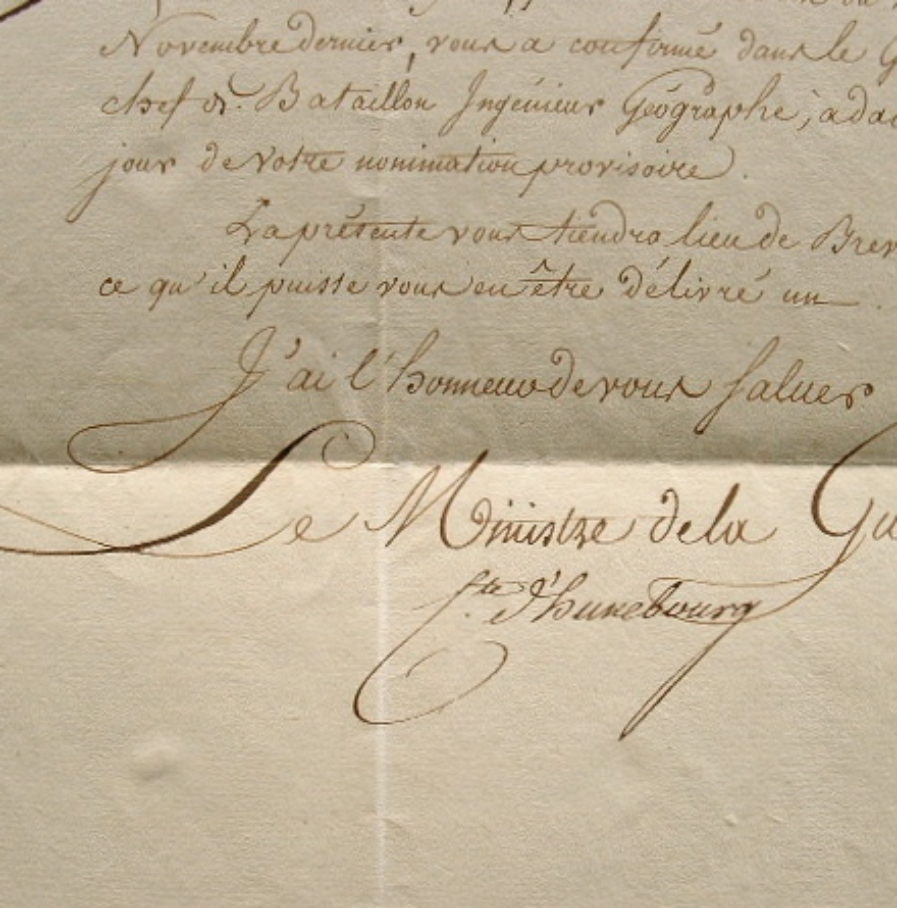 Novembre dernier, vous a confirmé dans le G
chef de Bataillon Ingénieur Géographe, à da
jour de votre nomination provisoire.
La présente vous tiendra lieu de Brev
ce qu'il puisse vous en être délivré un.
J'ai l'honneur de vous saluer
Le Ministre de la Gu
C.te d'hunebourg